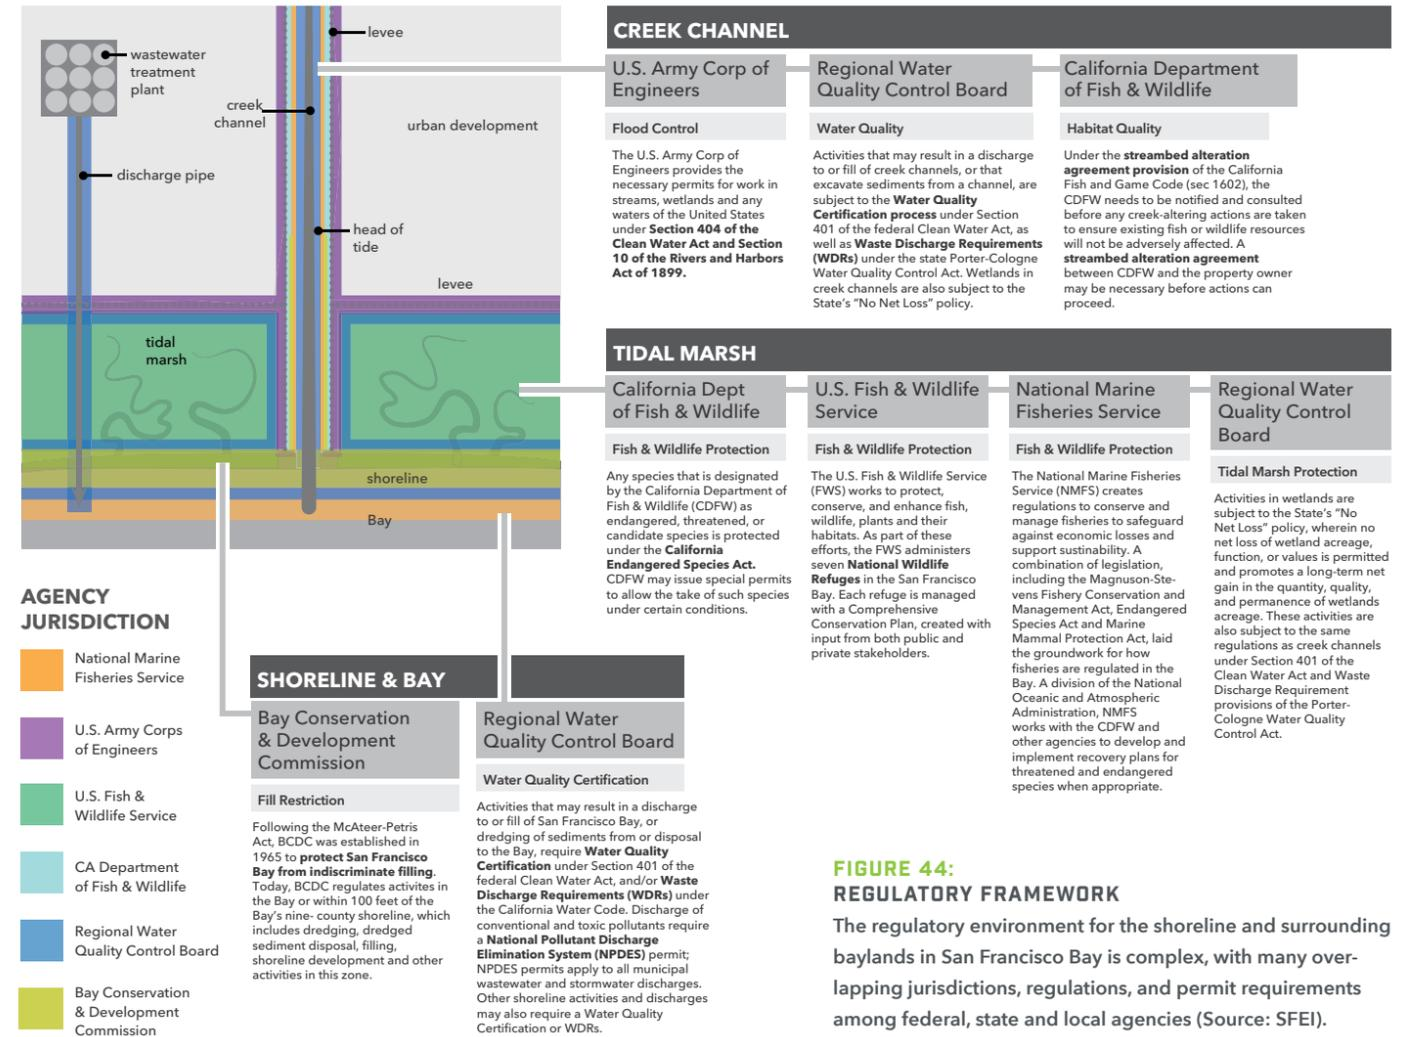 wastewater
treatment
plant
levee
creek
channel
urban development
discharge pipe
head of
tide
levee
tidal
marsh
shoreline
Bay
AGENCY
JURISDICTION
National Marine
Fisheries Service
U.S. Army Corps
of Engineers
U.S. Fish &
Wildlife Service
CA Department
of Fish & Wildlife
Regional Water
Quality Control Board
Bay Conservation
& Development
Commission
CREEK CHANNEL
U.S. Army Corp of
Engineers
Flood Control
The U.S. Army Corp of
Engineers provides the
necessary permits for work in
streams, wetlands and any
waters of the United States
under Section 404 of the
Clean Water Act and Section
10 of the Rivers and Harbors
Act of 1899.
Regional Water
Quality Control Board
Water Quality
Activities that may result in a discharge
to or fill of creek channels, or that
excavate sediments from a channel, are
subject to the Water Quality
Certification process under Section
401 of the federal Clean Water Act, as
well as Waste Discharge Requirements
(WDRs) under the state Porter-Cologne
Water Quality Control Act. Wetlands in
creek channels are also subject to the
State's "No Net Loss" policy.
California Department
of Fish & Wildlife
Habitat Quality
Under the streambed alteration
agreement provision of the California
Fish and Game Code (sec 1602), the
CDFW needs to be notified and consulted
before any creek-altering actions are taken
to ensure existing fish or wildlife resources
will not be adversely affected. A
streambed alteration agreement
between CDFW and the property owner
may be necessary before actions can
proceed.
TIDAL MARSH
California Dept
of Fish & Wildlife
Fish & Wildlife Protection
Any species that is designated
by the California Department of
Fish & Wildlife (CDFW) as
endangered, threatened, or
candidate species is protected
under the California
Endangered Species Act.
CDFW may issue special permits
to allow the take of such species
under certain conditions.
U.S. Fish & Wildlife
Service
Fish & Wildlife Protection
The U.S. Fish & Wildlife Service
(FWS) works to protect,
conserve, and enhance fish,
wildlife, plants and their
habitats. As part of these
efforts, the FWS administers
seven National Wildlife
Refuges in the San Francisco
Bay. Each refuge is managed
with a Comprehensive
Conservation Plan, created with
input from both public and
private stakeholders.
National Marine
Fisheries Service
Fish & Wildlife Protection
The National Marine Fisheries
Service (NMFS) creates
regulations to conserve and
manage fisheries to safeguard
against economic losses and
support sustinability. A
combination of legislation,
including the Magnuson-Ste-
vens Fishery Conservation and
Management Act, Endangered
Species Act and Marine
Mammal Protection Act, laid
the groundwork for how
fisheries are regulated in the
Bay. A division of the National
Oceanic and Atmospheric
Administration, NMFS
works with the CDFW and
other agencies to develop and
implement recovery plans for
threatened and endangered
species when appropriate.
Regional Water
Quality Control
Board
Tidal Marsh Protection
Activities in wetlands are
subject to the State's "No
Net Loss" policy, wherein no
net loss of wetland acreage,
function, or values is permitted
and promotes a long-term net
gain in the quantity, quality,
and permanence of wetlands
acreage. These activities are
also subject to the same
regulations as creek channels
under Section 401 of the
Clean Water Act and Waste
Discharge Requirement
provisions of the Porter-
Cologne Water Quality
Control Act.
SHORELINE & BAY
Bay Conservation
& Development
Commission
Fill Restriction
Following the McAteer-Petris
Act, BCDC was established in
1965 to protect San Francisco
Bay from indiscriminate filling.
Today, BCDC regulates activites in
the Bay or within 100 feet of the
Bay's nine- county shoreline, which
includes dredging, dredged
sediment disposal, filling,
shoreline development and other
activities in this zone.
Regional Water
Quality Control Board
Water Quality Certification
Activities that may result in a discharge
to or fill of San Francisco Bay, or
dredging of sediments from or disposal
to the Bay, require Water Quality
Certification under Section 401 of the
federal Clean Water Act, and/or Waste
Discharge Requirements (WDRs) under
the California Water Code. Discharge of
conventional and toxic pollutants require
a National Pollutant Discharge
Elimination System (NPDES) permit;
NPDES permits apply to all municipal
wastewater and stormwater discharges.
Other shoreline activities and discharges
may also require a Water Quality
Certification or WDRs.
FIGURE 44:
REGULATORY FRAMEWORK
The regulatory environment for the shoreline and surrounding
baylands in San Francisco Bay is complex, with many over-
lapping jurisdictions, regulations, and permit requirements
among federal, state and local agencies (Source: SFEI).